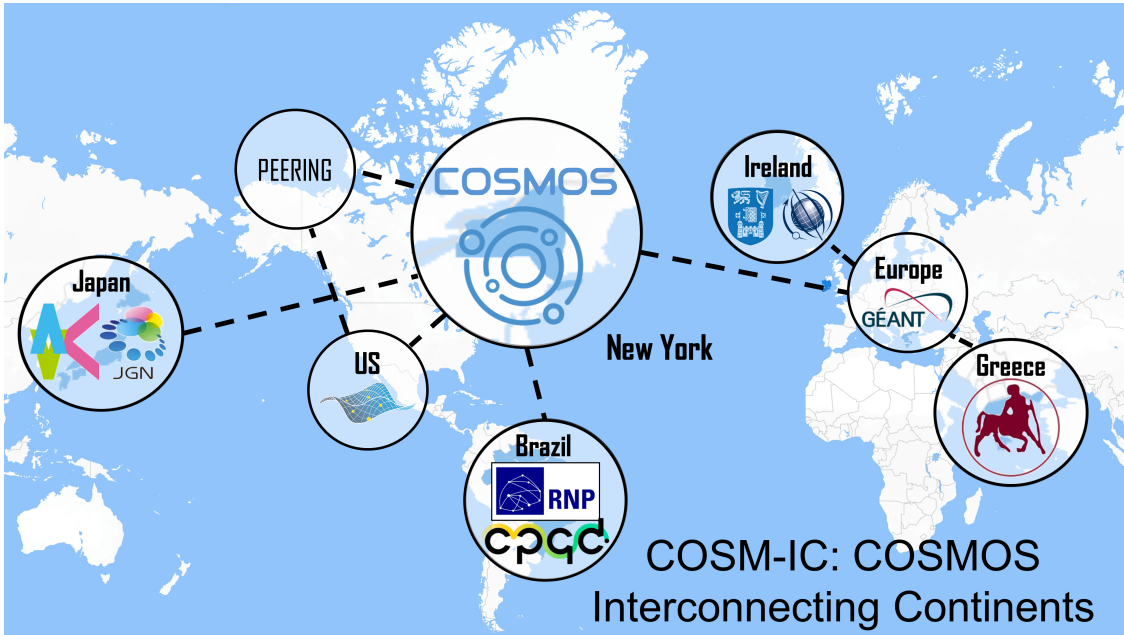 PEERING
COSMOS
Ireland
Japan
JGN
US
New York
Europe
GÉANT
Greece
Brazil
RNP
cpqd
COSM-IC: COSMOS
Interconnecting Continents